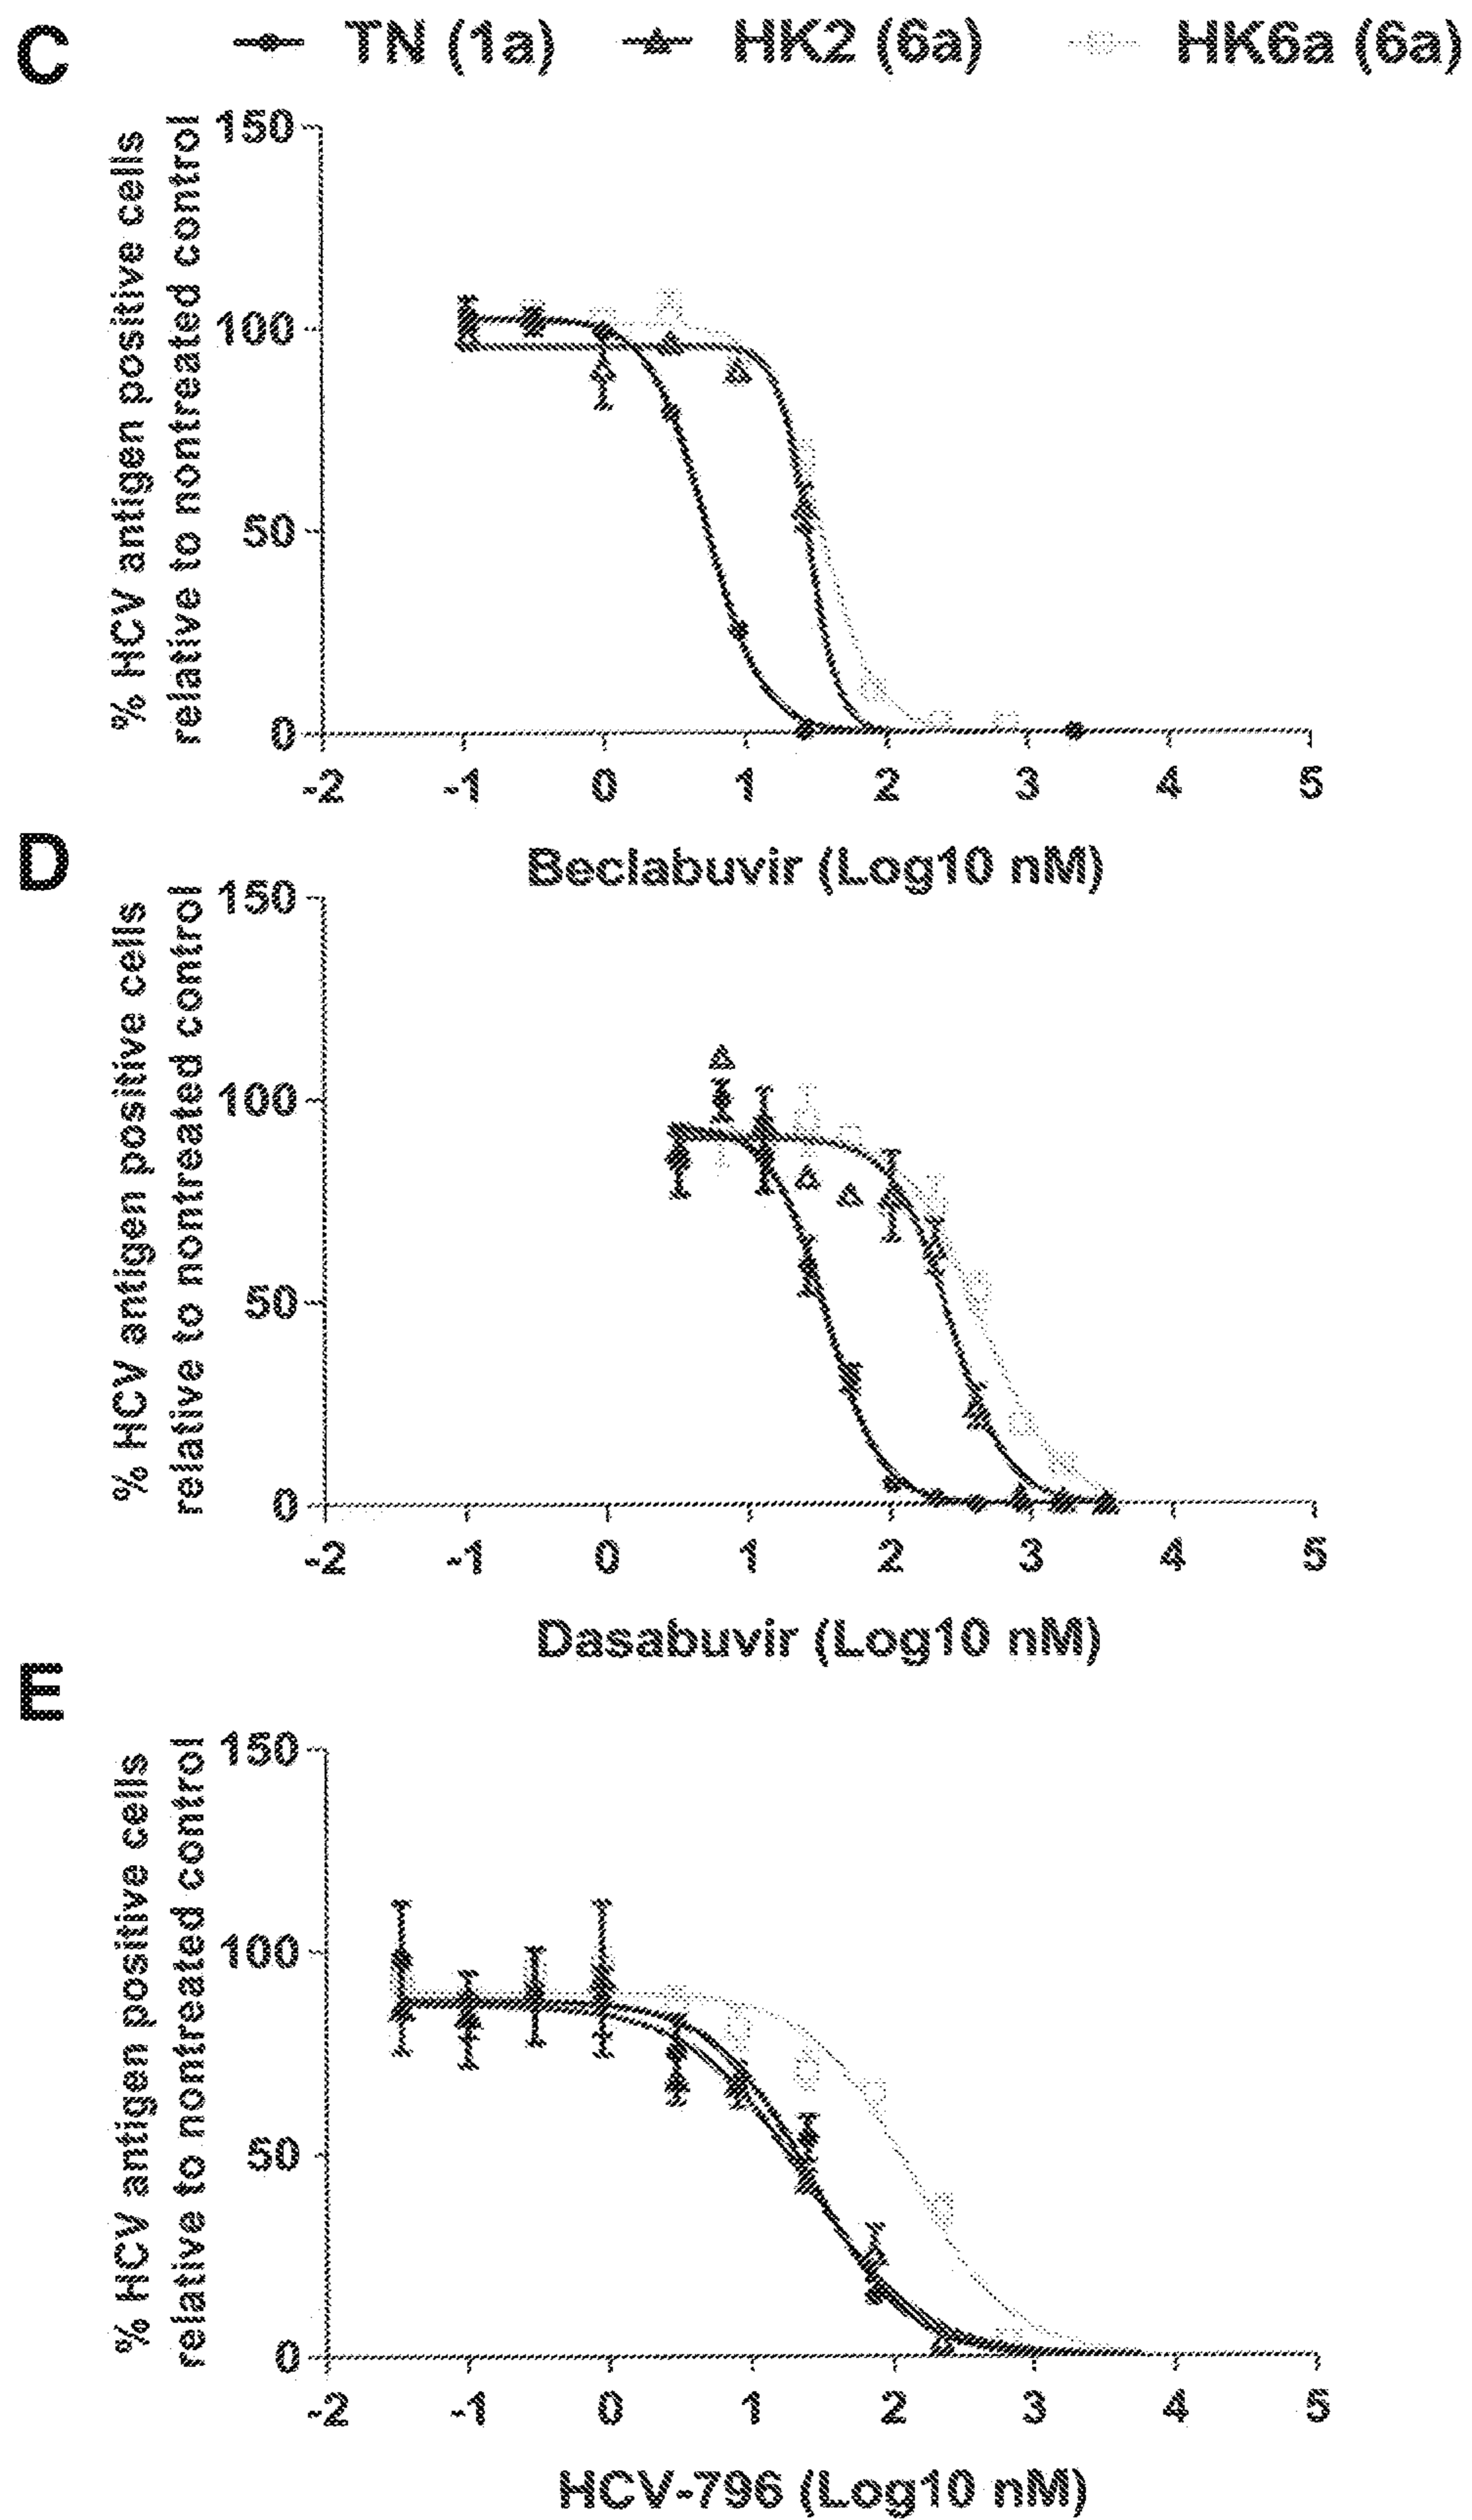 C TN (1a) HK2 (6a) HK6a (6a)
% HCV antigen positive cells
relative to nontreated control
150
100
50
0
-2 -1 0 1 2 3 4 5
Beclabuvir (Log10 nM)
D
% HCV antigen positive cells
relative to nontreated control
150
100
50
0
-2 -1 0 1 2 3 4 5
Dasabuvir (Log10 nM)
E
% HCV antigen positive cells
relative to nontreated control
150
100
50
0
-2 -1 0 1 2 3 4 5
HCV-796 (Log10 nM)